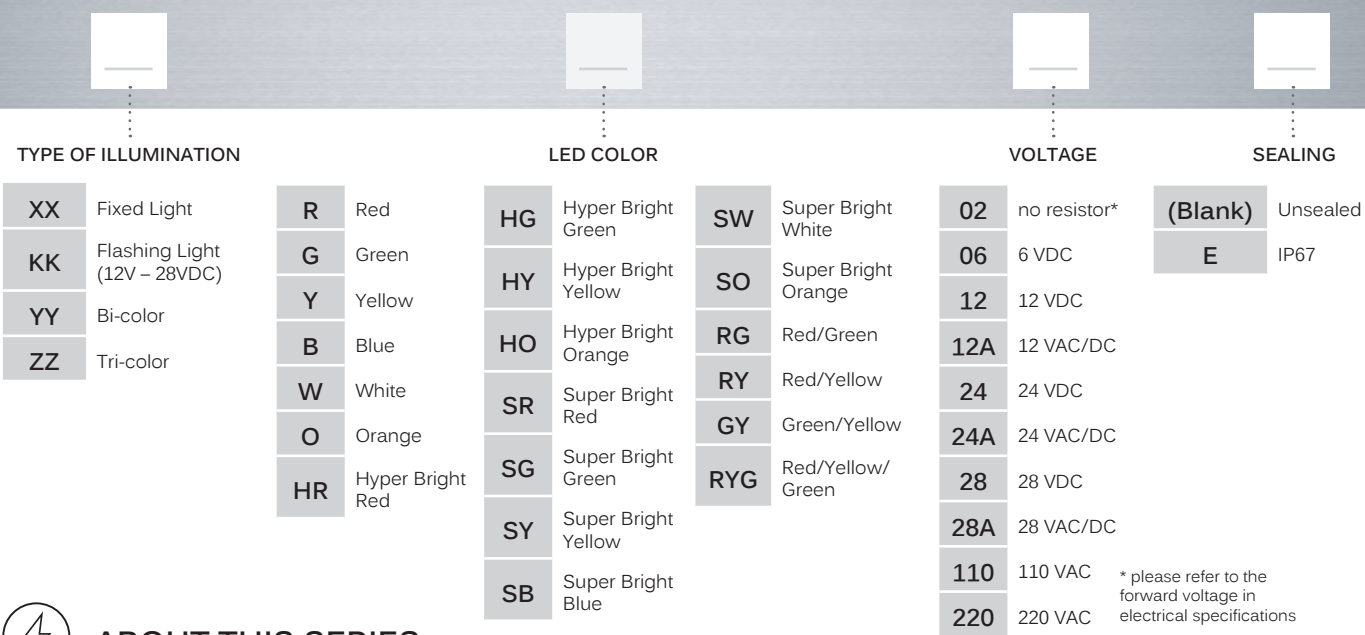 TYPE OF ILLUMINATION
XX Fixed Light
KK Flashing Light
(12V – 28VDC)
YY Bi-color
ZZ Tri-color
LED COLOR
R Red
G Green
Y Yellow
B Blue
W White
O Orange
HR Hyper Bright
Red
HG Hyper Bright
Green
HY Hyper Bright
Yellow
HO Hyper Bright
Orange
SR Super Bright
Red
SG Super Bright
Green
SY Super Bright
Yellow
SB Super Bright
Blue
SW Super Bright
White
SO Super Bright
Orange
RG Red/Green
RY Red/Yellow
GY Green/Yellow
RYG Red/Yellow/
Green
VOLTAGE
02 no resistor*
06 6 VDC
12 12 VDC
12A 12 VAC/DC
24 24 VDC
24A 24 VAC/DC
28 28 VDC
28A 28 VAC/DC
110 110 VAC
220 220 VAC
* please refer to the
forward voltage in
electrical specifications
SEALING
(Blank) Unsealed
E IP67
ABOUT THIS SERIES